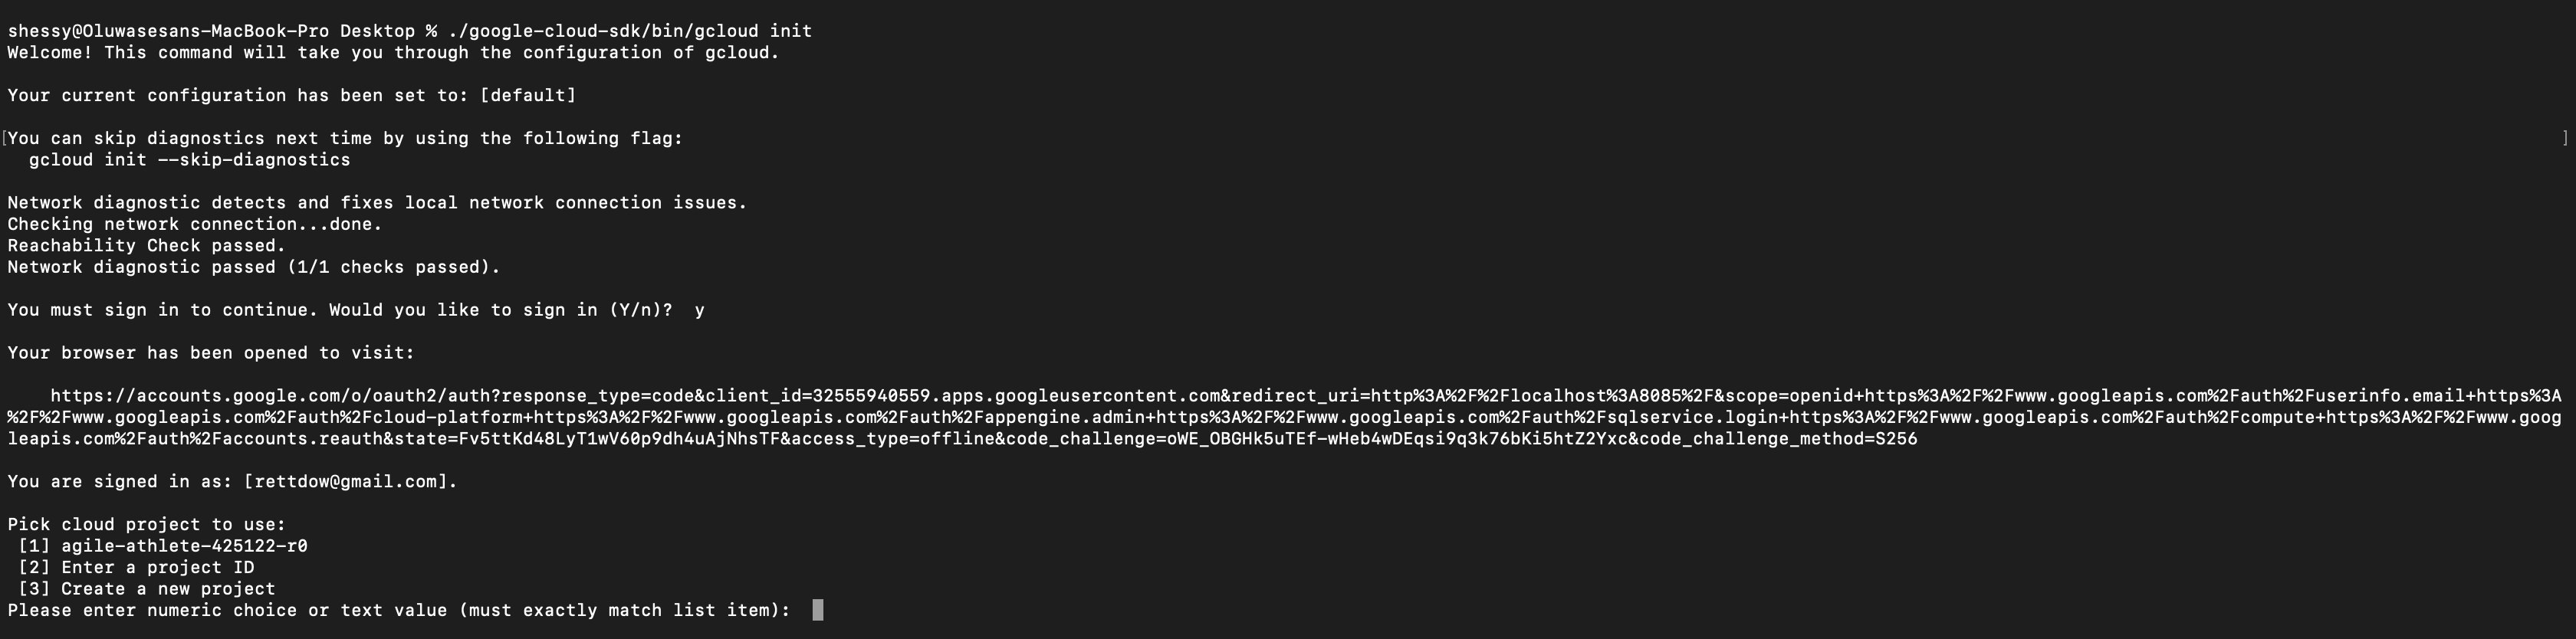 shessy@Oluwasesans-MacBook-Pro Desktop % ./google-cloud-sdk/bin/gcloud init
Welcome! This command will take you through the configuration of gcloud.
Your current configuration has been set to: [default]
[You can skip diagnostics next time by using the following flag: ]
gcloud init --skip-diagnostics
Network diagnostic detects and fixes local network connection issues.
Checking network connection...done.
Reachability Check passed.
Network diagnostic passed (1/1 checks passed).
You must sign in to continue. Would you like to sign in (Y/n)?  y
Your browser has been opened to visit:
https://accounts.google.com/o/oauth2/auth?response_type=code&client_id=32555940559.apps.googleusercontent.com&redirect_uri=http%3A%2F%2Flocalhost%3A8085%2F&scope=openid+https%3A%2F%2Fwww.googleapis.com%2Fauth%2Fuserinfo.email+https%3A
%2F%2Fwww.googleapis.com%2Fauth%2Fcloud-platform+https%3A%2F%2Fwww.googleapis.com%2Fauth%2Fappengine.admin+https%3A%2F%2Fwww.googleapis.com%2Fauth%2Fsqlservice.login+https%3A%2F%2Fwww.googleapis.com%2Fauth%2Fcompute+https%3A%2F%2Fwww.goog
leapis.com%2Fauth%2Faccounts.reauth&state=Fv5ttKd48LyT1wV60p9dh4uAjNhsTF&access_type=offline&code_challenge=oWE_OBGHk5uTEf-wHeb4wDEqsi9q3k76bKi5htZ2Yxc&code_challenge_method=S256
You are signed in as: [rettdow@gmail.com].
Pick cloud project to use:
[1] agile-athlete-425122-r0
[2] Enter a project ID
[3] Create a new project
Please enter numeric choice or text value (must exactly match list item):